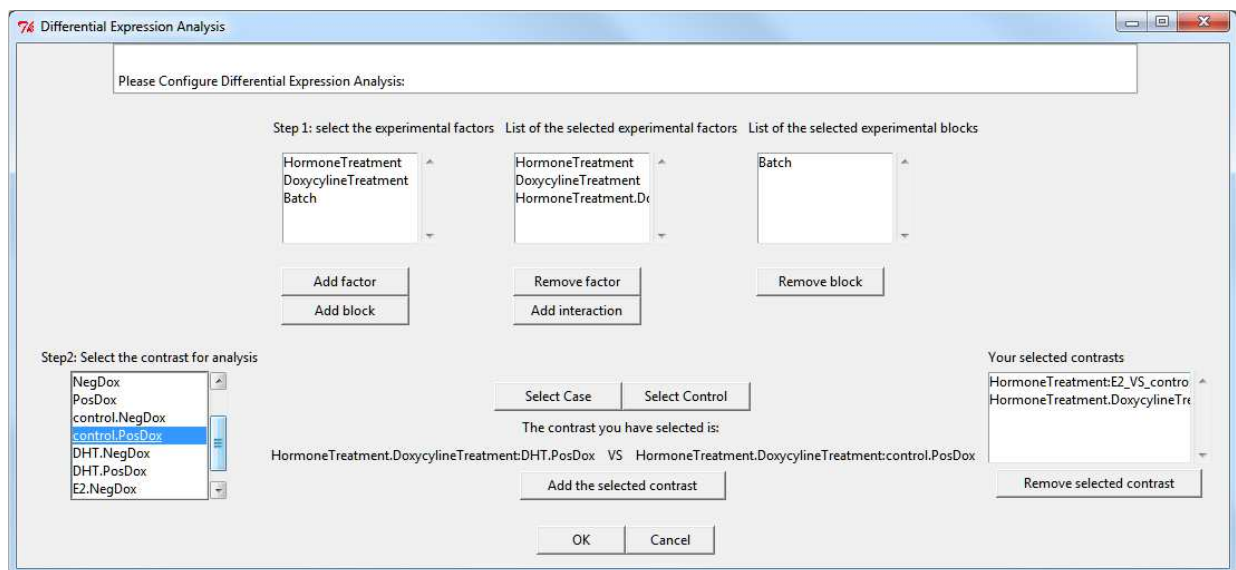 Differential Expression Analysis
Please Configure Differential Expression Analysis:
Step 1: select the experimental factors
List of the selected experimental factors
List of the selected experimental blocks
HormoneTreatment
DoxycylineTreatment
Batch
HormoneTreatment
DoxycylineTreatment
HormoneTreatment.Do
Batch
Add factor
Add block
Remove factor
Add interaction
Remove block
Step2: Select the contrast for analysis
NegDox
PosDox
control.NegDox
control.PosDox
DHT.NegDox
DHT.PosDox
E2.NegDox
Select Case
Select Control
The contrast you have selected is:
HormoneTreatment.DoxycylineTreatment:DHT.PosDox VS HormoneTreatment.DoxycylineTreatment:control.PosDox
Add the selected contrast
Your selected contrasts
HormoneTreatment:E2_VS_contro
HormoneTreatment.DoxycylineTre
Remove selected contrast
OK
Cancel